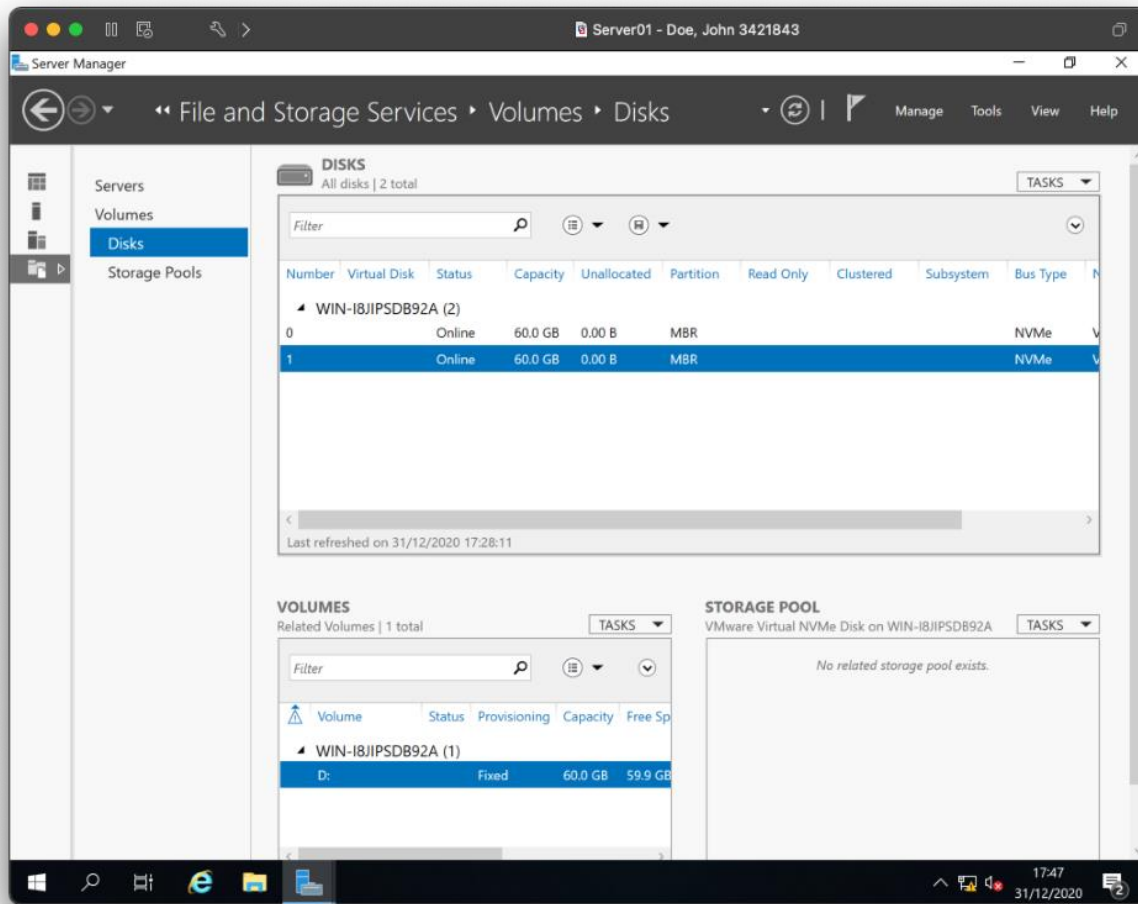 Server01 - Doe, John 3421843
Server Manager
File and Storage Services Volumes Disks
Manage Tools View Help
Servers
Volumes
Disks
Storage Pools
DISKS
All disks | 2 total
TASKS
Filter
Number Virtual Disk Status Capacity Unallocated Partition Read Only Clustered Subsystem Bus Type N
WIN-I8JIPSDB92A (2)
0 Online 60.0 GB 0.00 B MBR NVMe V
1 Online 60.0 GB 0.00 B MBR NVMe V
Last refreshed on 31/12/2020 17:28:11
VOLUMES
Related Volumes | 1 total
TASKS
Filter
Volume Status Provisioning Capacity Free Sp
WIN-I8JIPSDB92A (1)
D: Fixed 60.0 GB 59.9 GB
STORAGE POOL
VMware Virtual NVMe Disk on WIN-I8JIPSDB92A
TASKS
No related storage pool exists.
17:47
31/12/2020
2